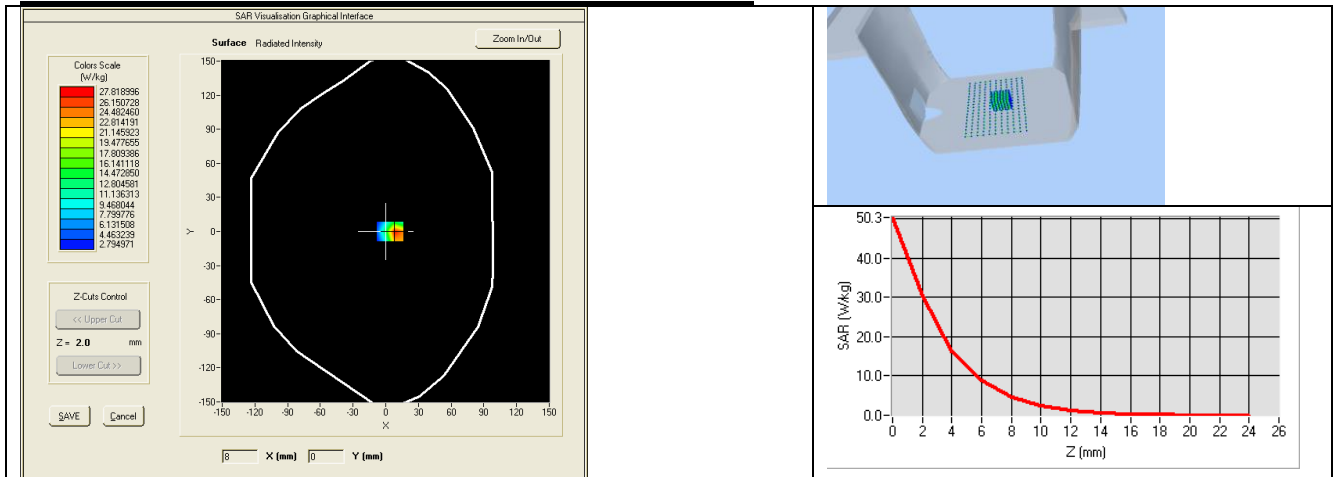 SAR Visualisation Graphical Interface
Surface Radiated Intensity
Zoom In/Out
Colors Scale
(W/kg)
27.818996
26.150728
24.482460
22.814191
21.145923
19.477655
17.809386
16.141118
14.472850
12.804581
11.136313
9.468044
7.799776
6.131508
4.463239
2.794971
Z-Cuts Control
<< Upper Cut
Z = 2.0 mm
Lower Cut >>
SAVE Cancel
150
120
90
60
30
0
-30
-60
-90
-120
-150
Y
-150 -120 -90 -60 -30 0 30 60 90 120 150
X
8 X (mm) 0 Y (mm)
50.3
40.0
30.0
20.0
10.0
0.0
SAR (W/kg)
0 2 4 6 8 10 12 14 16 18 20 22 24 26
Z (mm)